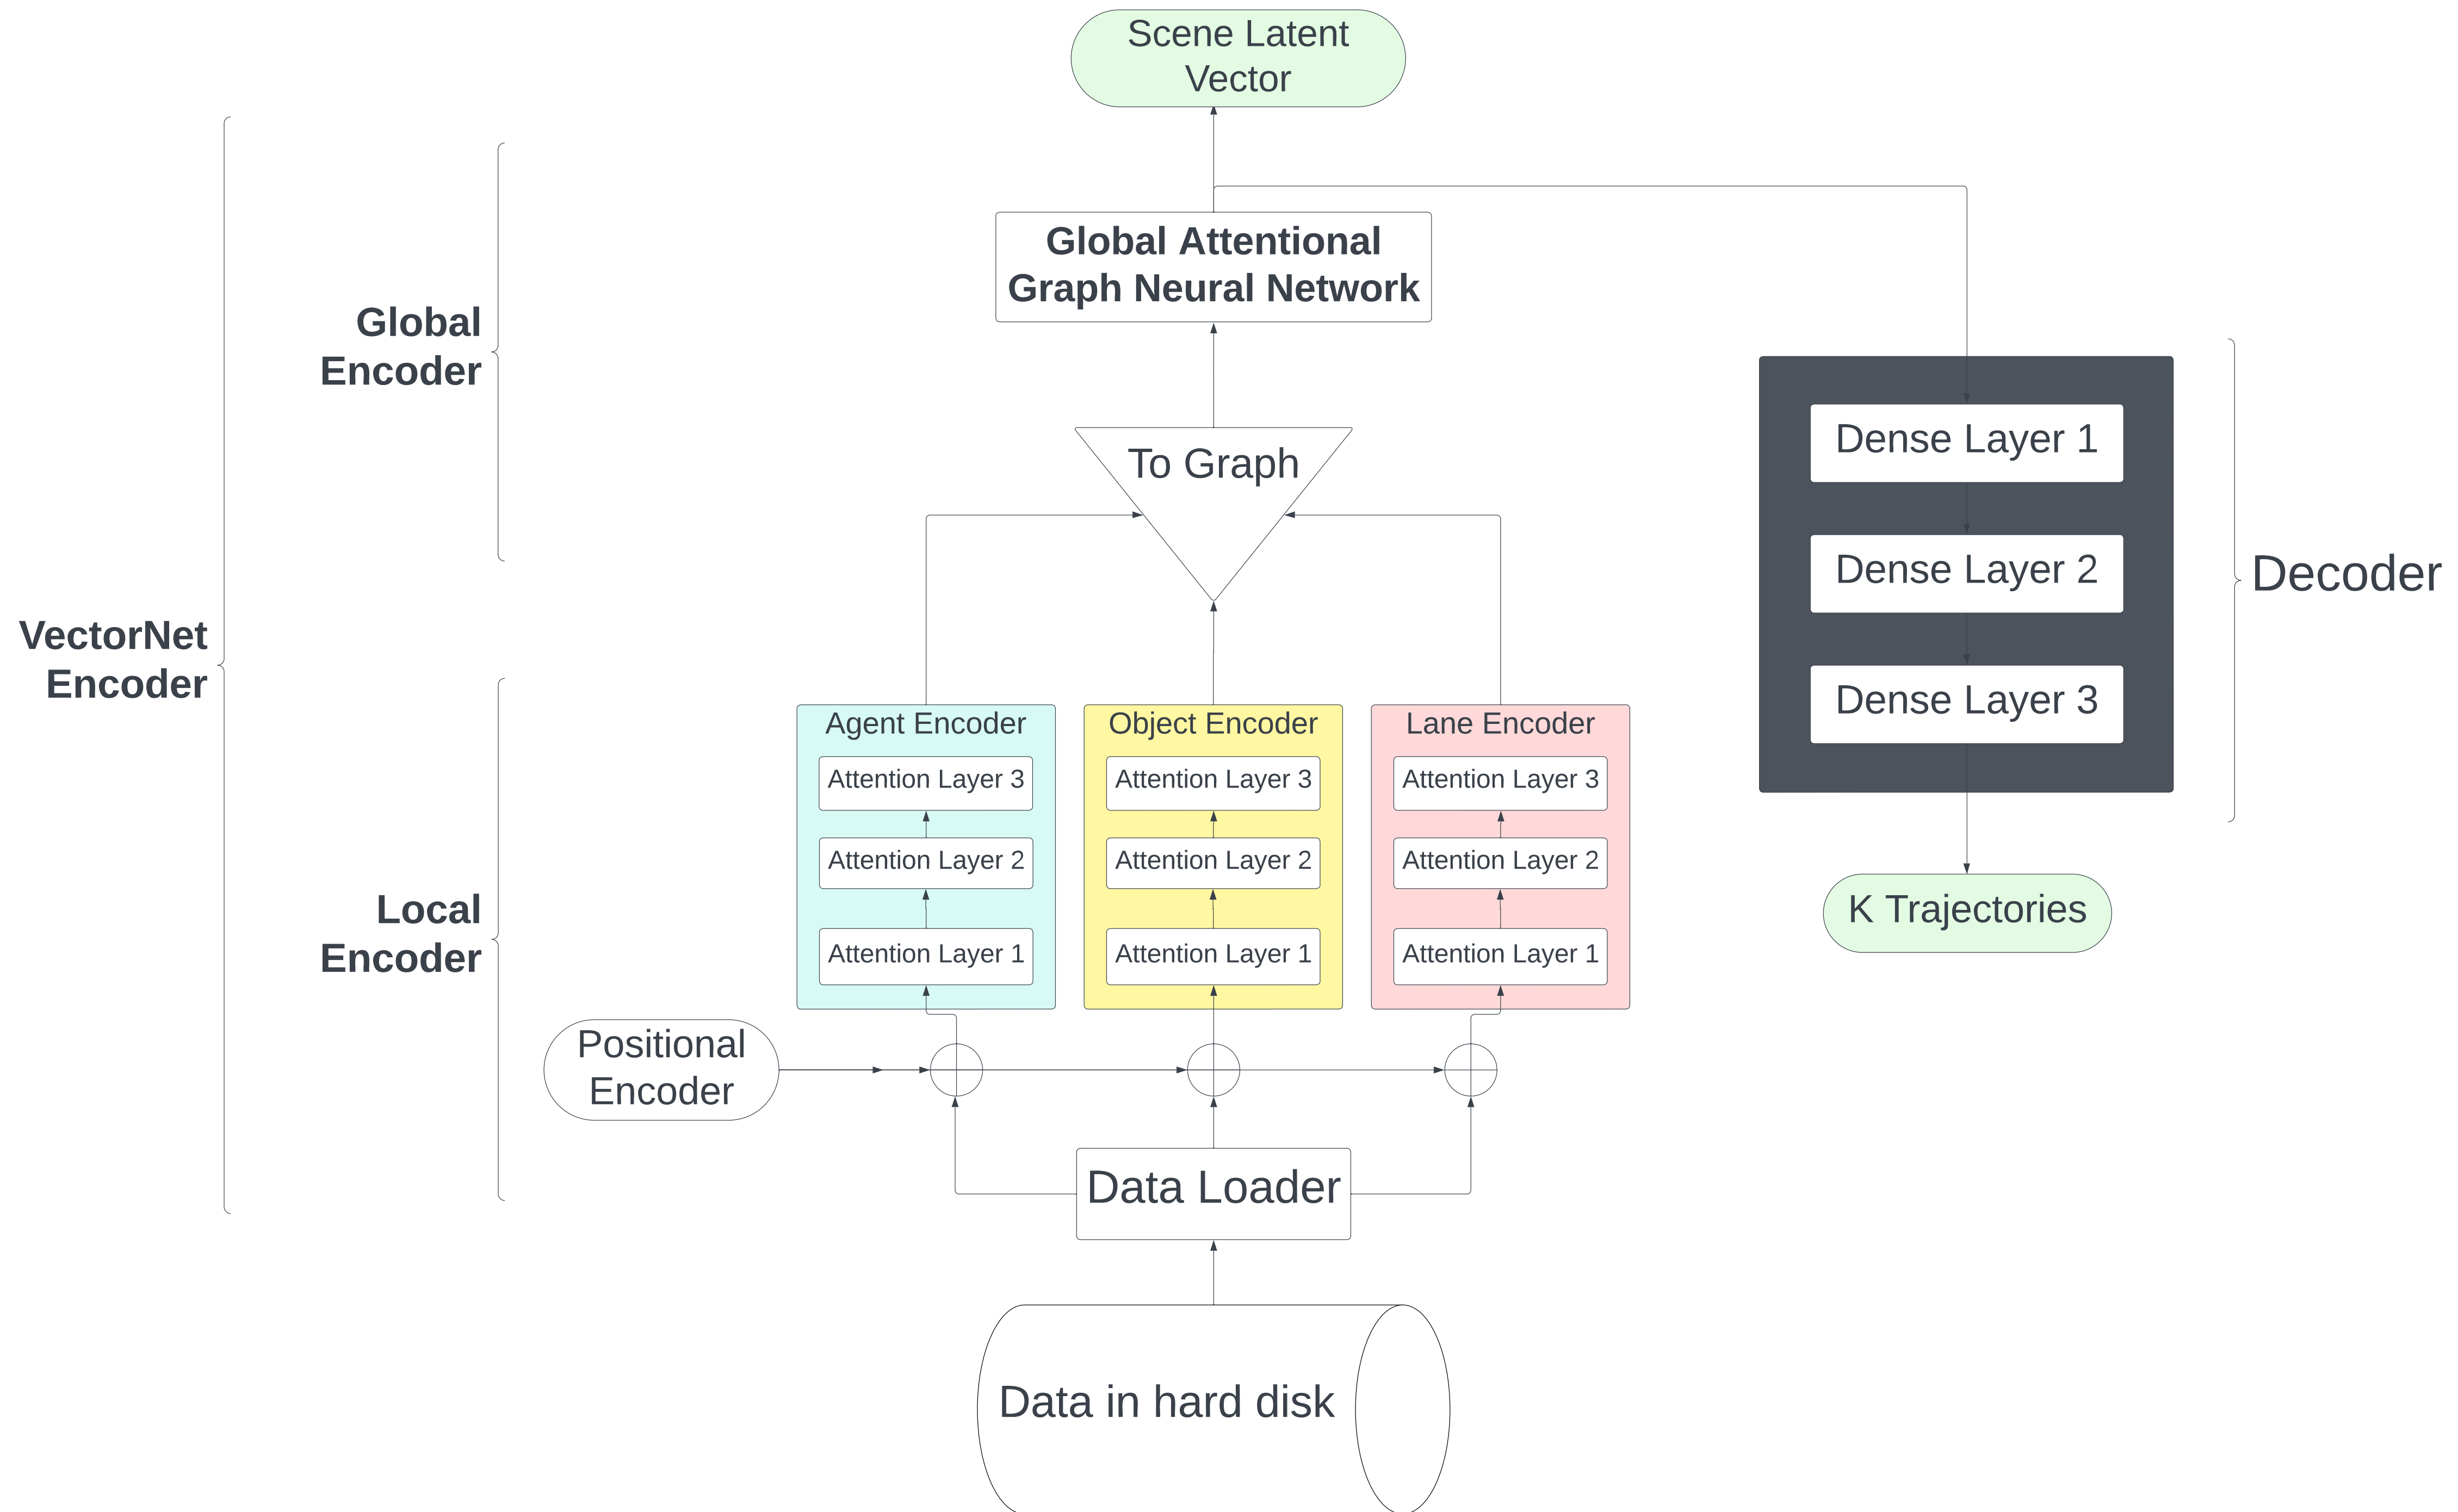 Scene Latent
Vector
Global Attentional
Graph Neural Network
Global
Encoder
To Graph
VectorNet
Encoder
Local
Encoder
Agent Encoder
Attention Layer 3
Attention Layer 2
Attention Layer 1
Object Encoder
Attention Layer 3
Attention Layer 2
Attention Layer 1
Lane Encoder
Attention Layer 3
Attention Layer 2
Attention Layer 1
Positional
Encoder
Data Loader
Data in hard disk
Dense Layer 1
Dense Layer 2
Dense Layer 3
Decoder
K Trajectories